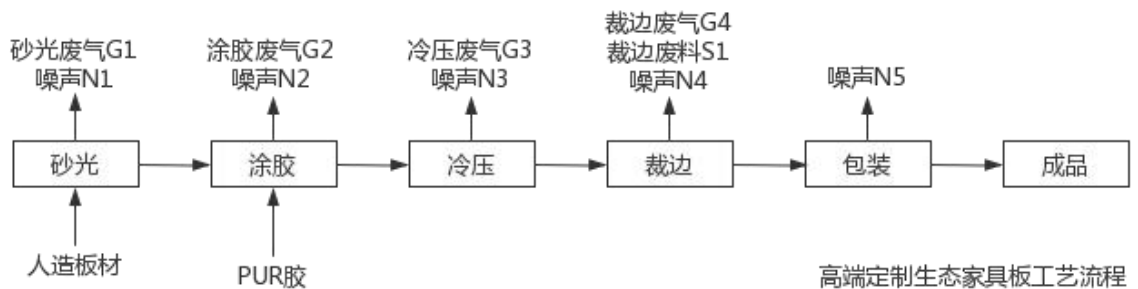 砂光废气G1
噪声N1
涂胶废气G2
噪声N2
冷压废气G3
噪声N3
裁边废气G4
裁边废料S1
噪声N4
噪声N5
砂光
涂胶
冷压
裁边
包装
成品
人造板材
PUR胶
高端定制生态家具板工艺流程